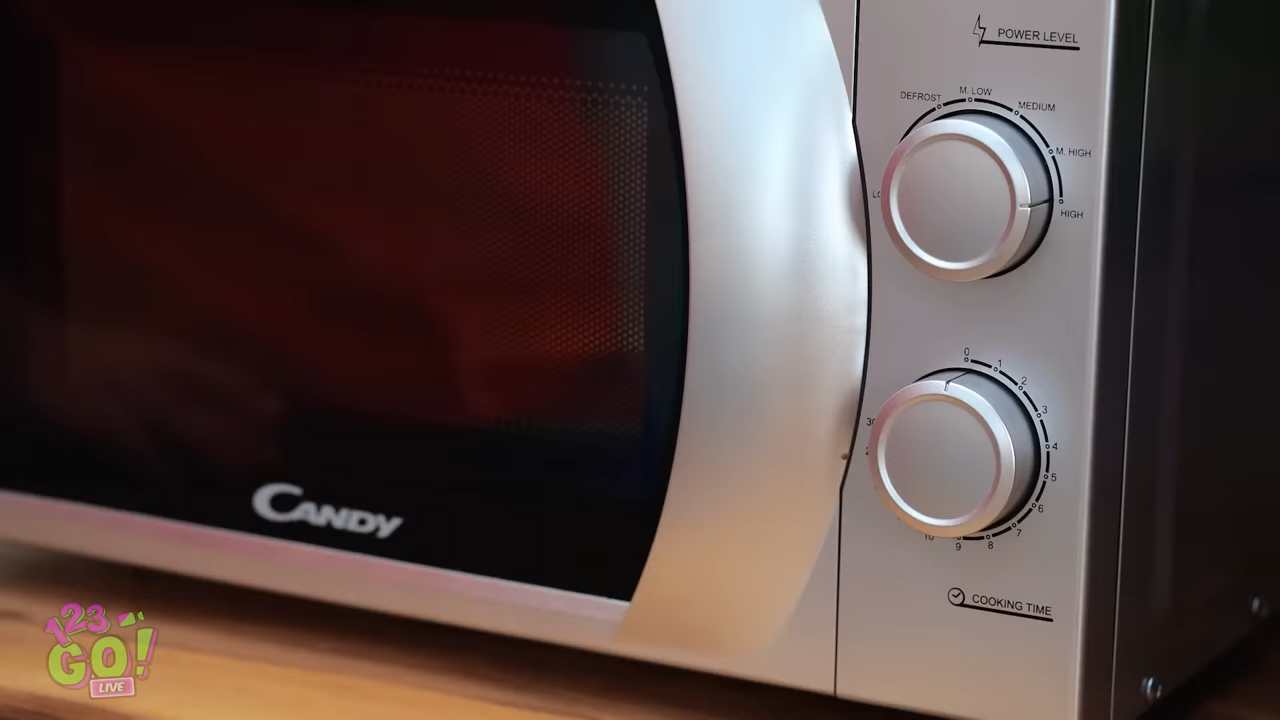 POWER LEVEL
DEFROST
M. LOW
MEDIUM
M. HIGH
HIGH
0
1
2
3
4
5
6
7
8
9
10
COOKING TIME
CANDY
123
GO!
LIVE